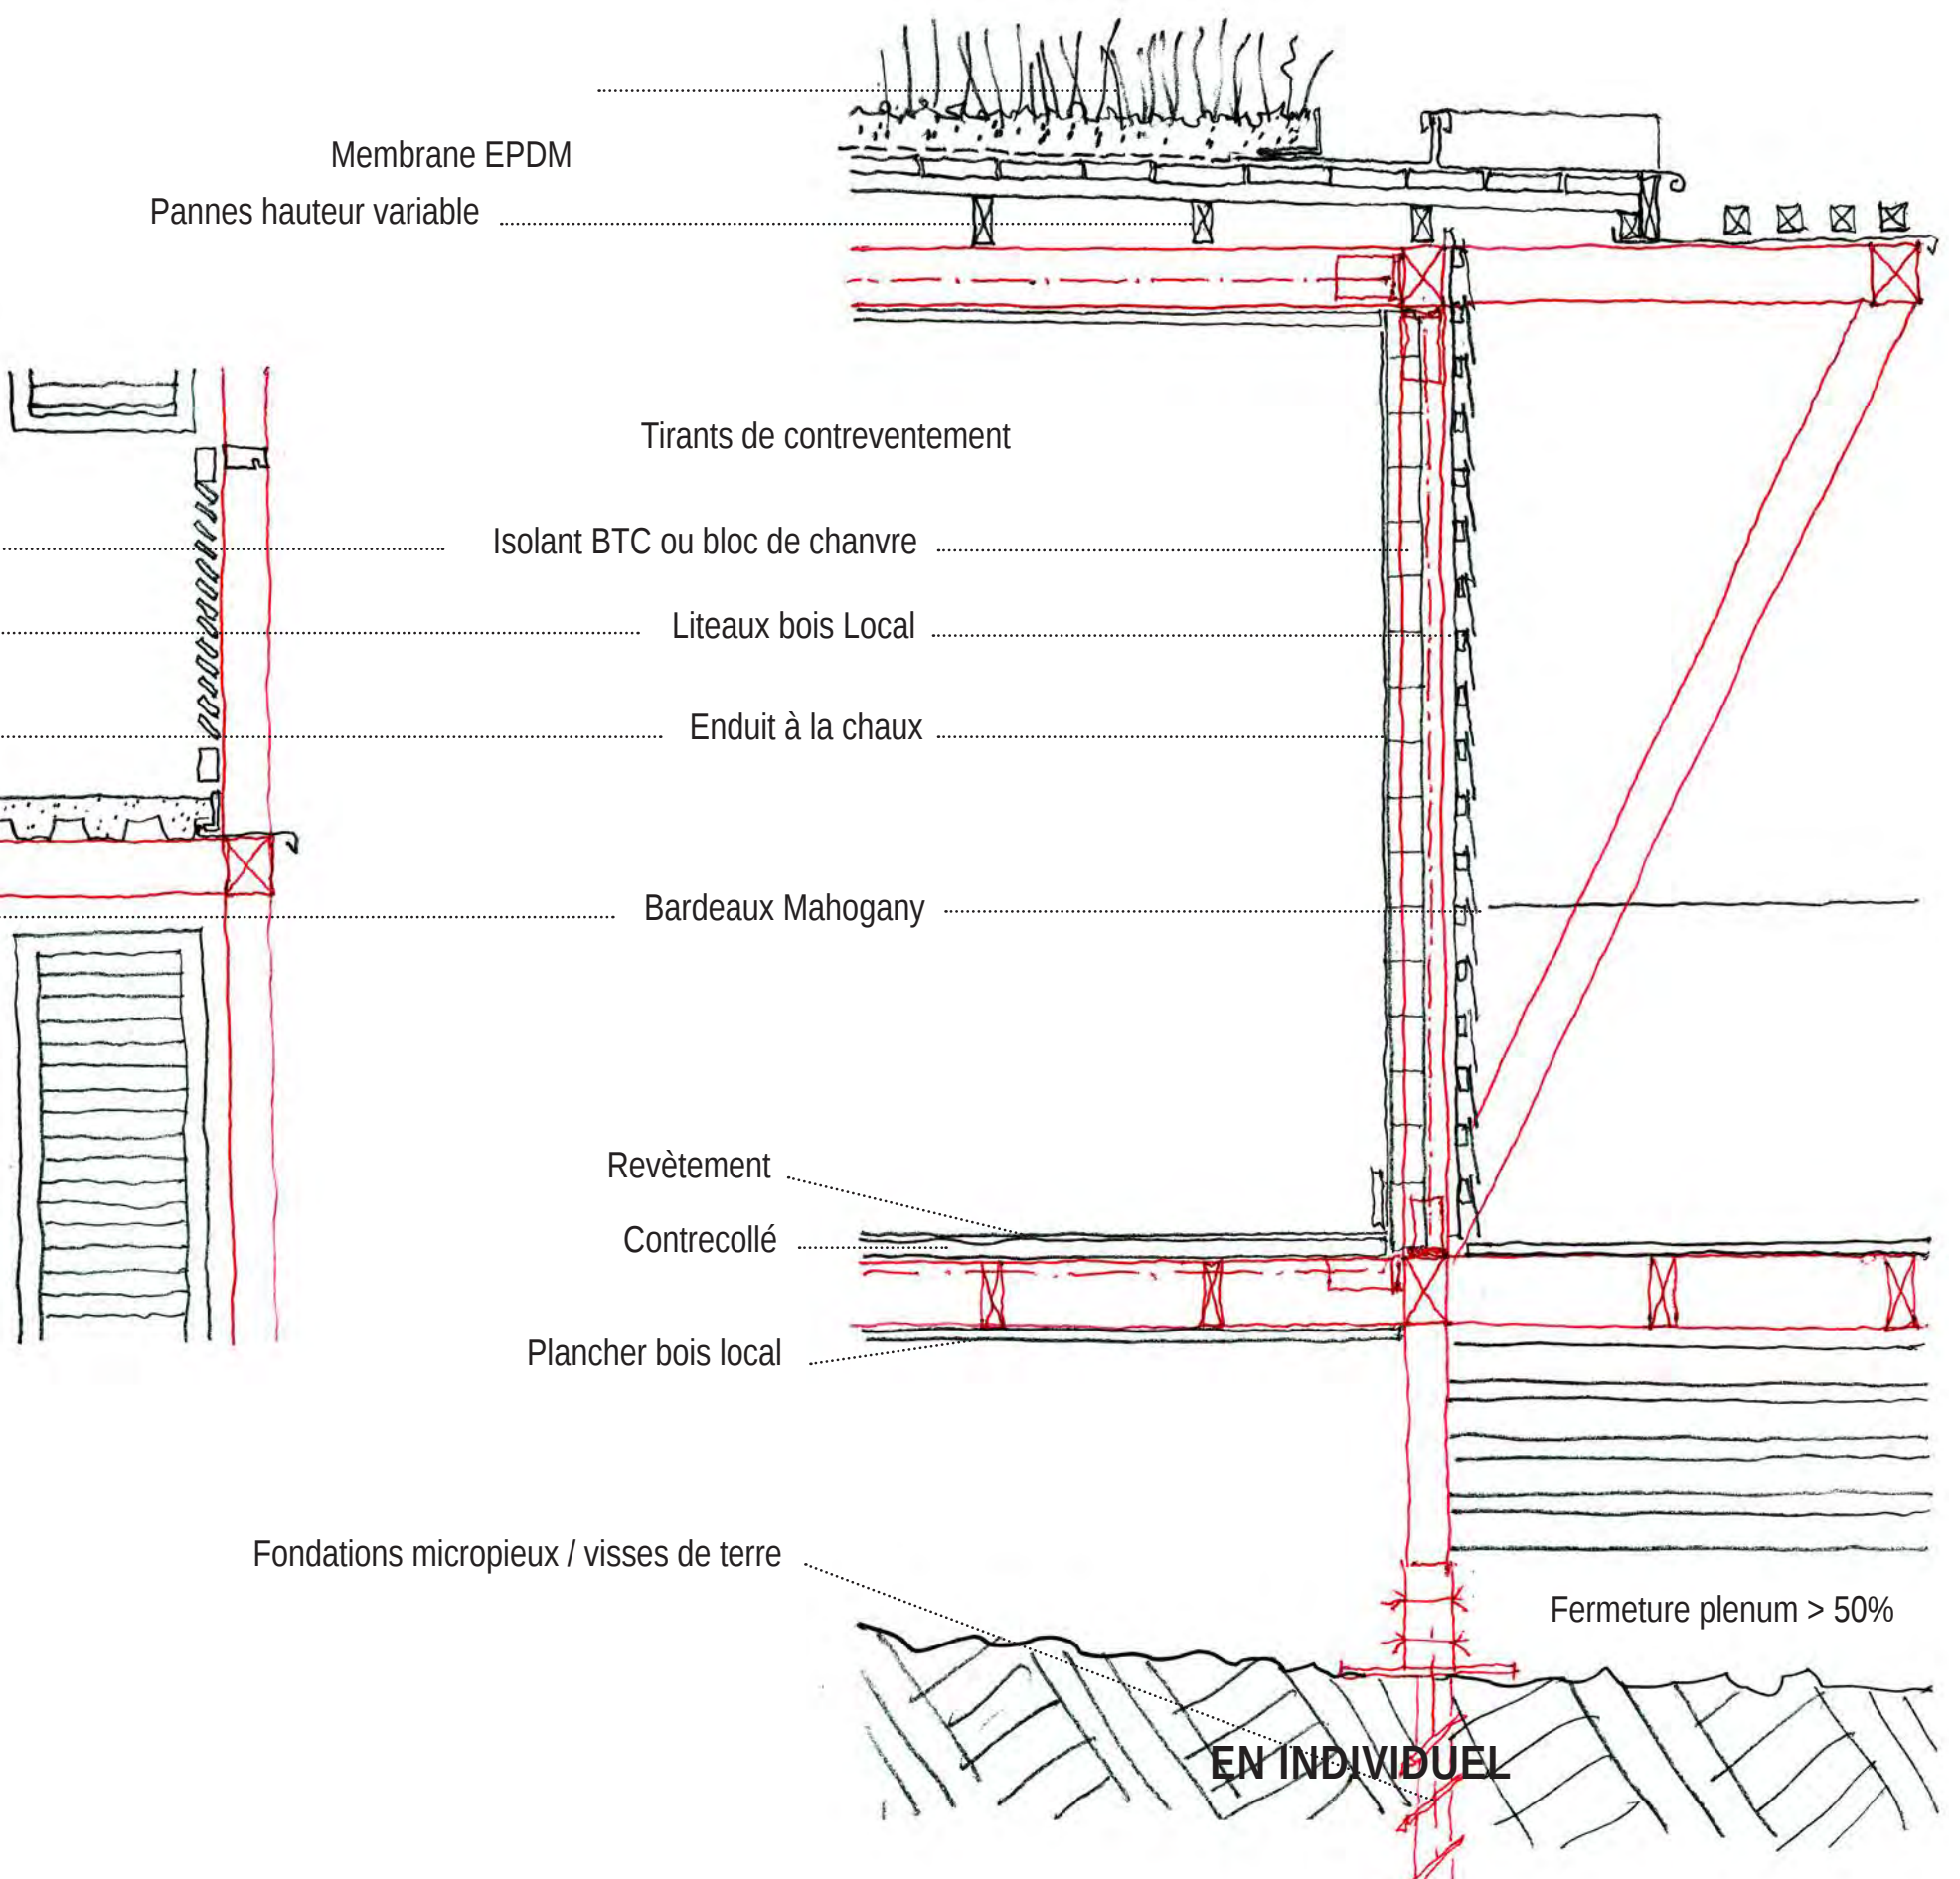 Membrane EPDM
Pannes hauteur variable
Tirants de contreventement
Isolant BTC ou bloc de chanvre
Liteaux bois Local
Enduit à la chaux
Bardeaux Mahogany
Revètement
Contrecollé
Plancher bois local
Fondations micropieux / visses de terre
Fermeture plenum > 50%
EN INDIVIDUEL